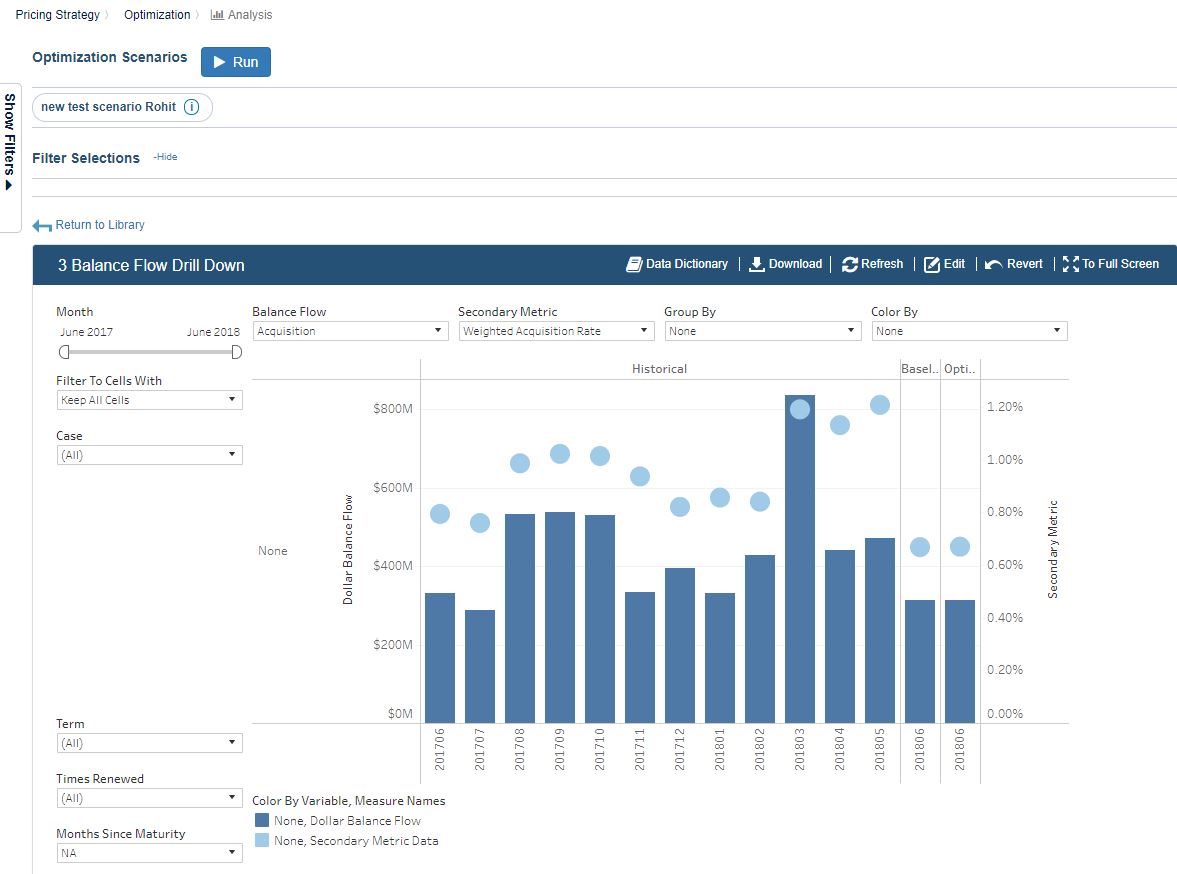 Pricing Strategy Optimization Analysis
Optimization Scenarios Run
new test scenario Rohit i
Show Filters
Filter Selections -Hide
Return to Library
3 Balance Flow Drill Down Data Dictionary Download Refresh Edit Revert To Full Screen
Month
June 2017 June 2018
Filter To Cells With
Keep All Cells
Case
(All)
Term
(All)
Times Renewed
(All)
Months Since Maturity
NA
Balance Flow Secondary Metric Group By Color By
Acquisition Weighted Acquisition Rate None None
Historical Basel.. Opti..
None
Dollar Balance Flow
$800M
$600M
$400M
$200M
$0M
1.20%
1.00%
0.80%
0.60%
0.40%
0.20%
0.00%
Secondary Metric
201706 201707 201708 201709 201710 201711 201712 201801 201802 201803 201804 201805 201806 201806
Color By Variable, Measure Names
None, Dollar Balance Flow
None, Secondary Metric Data